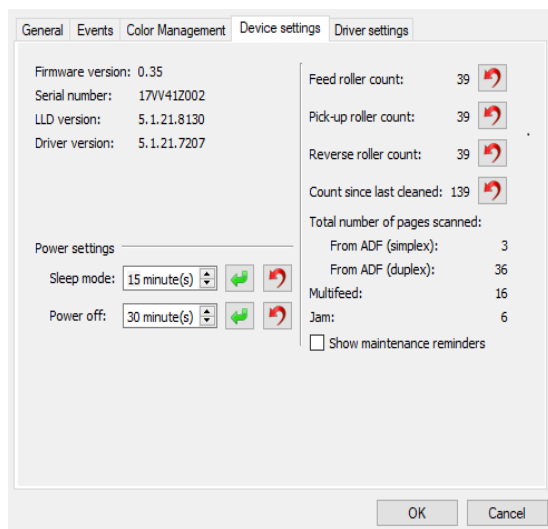 General Events Color Management Device settings Driver settings
Firmware version: 0.35
Serial number: 17VV41Z002
LLD version: 5.1.21.8130
Driver version: 5.1.21.7207
Power settings
Sleep mode: 15 minute(s)
Power off: 30 minute(s)
Feed roller count: 39
Pick-up roller count: 39
Reverse roller count: 39
Count since last cleaned: 139
Total number of pages scanned:
From ADF (simplex): 3
From ADF (duplex): 36
Multifeed: 16
Jam: 6
Show maintenance reminders
OK Cancel